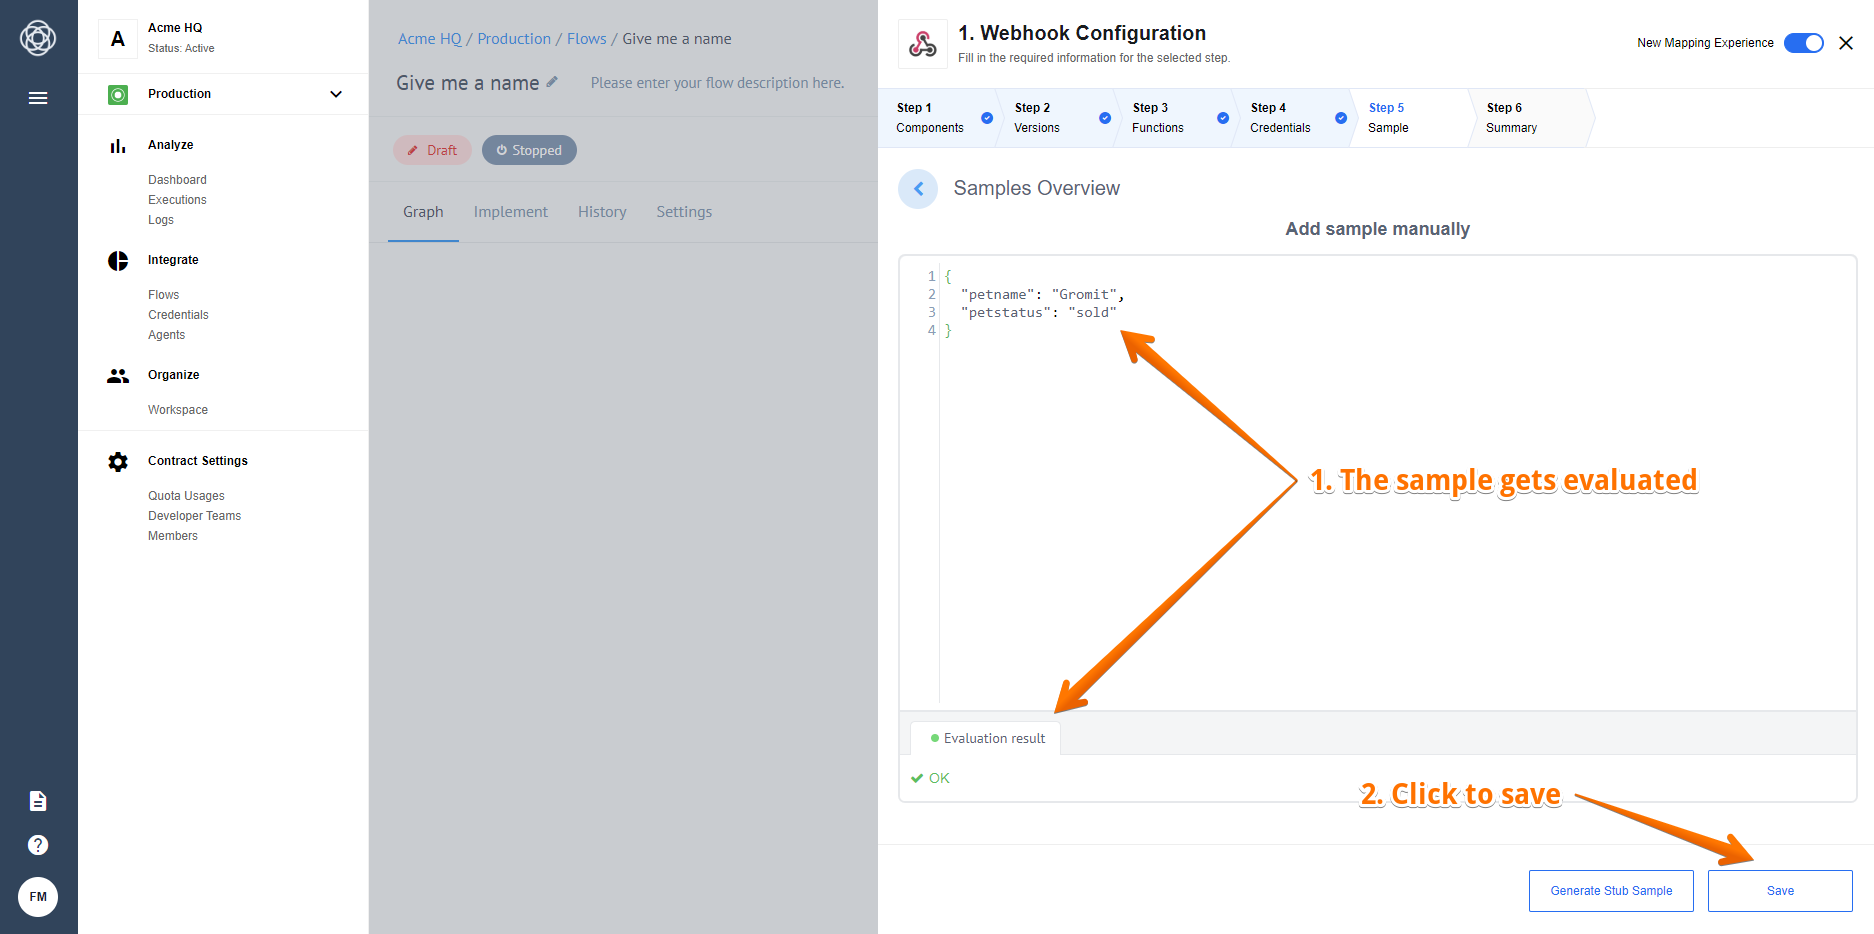 A
Acme HQ
Status: Active
Production
Analyze
Dashboard
Executions
Logs
Integrate
Flows
Credentials
Agents
Organize
Workspace
Contract Settings
Quota Usages
Developer Teams
Members
?
FM
Acme HQ / Production / Flows / Give me a name
Give me a name
Please enter your flow description here.
Draft
Stopped
Graph
Implement
History
Settings
1. Webhook Configuration
Fill in the required information for the selected step.
New Mapping Experience
Step 1
Components
Step 2
Versions
Step 3
Functions
Step 4
Credentials
Step 5
Sample
Step 6
Summary
Samples Overview
Add sample manually
1 {
2 "petname": "Gromit",
3 "petstatus": "sold"
4 }
1. The sample gets evaluated
Evaluation result
OK
2. Click to save
Generate Stub Sample
Save